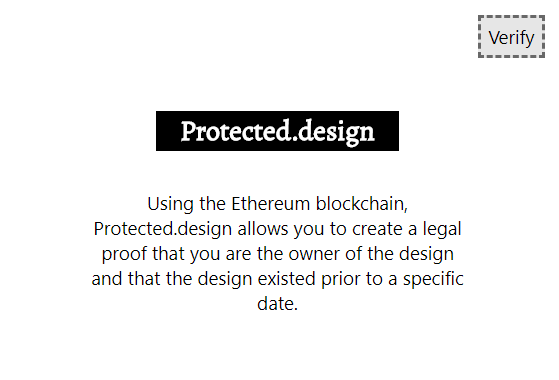 Verify
Protected.design
Using the Ethereum blockchain,
Protected.design allows you to create a legal
proof that you are the owner of the design
and that the design existed prior to a specific
date.